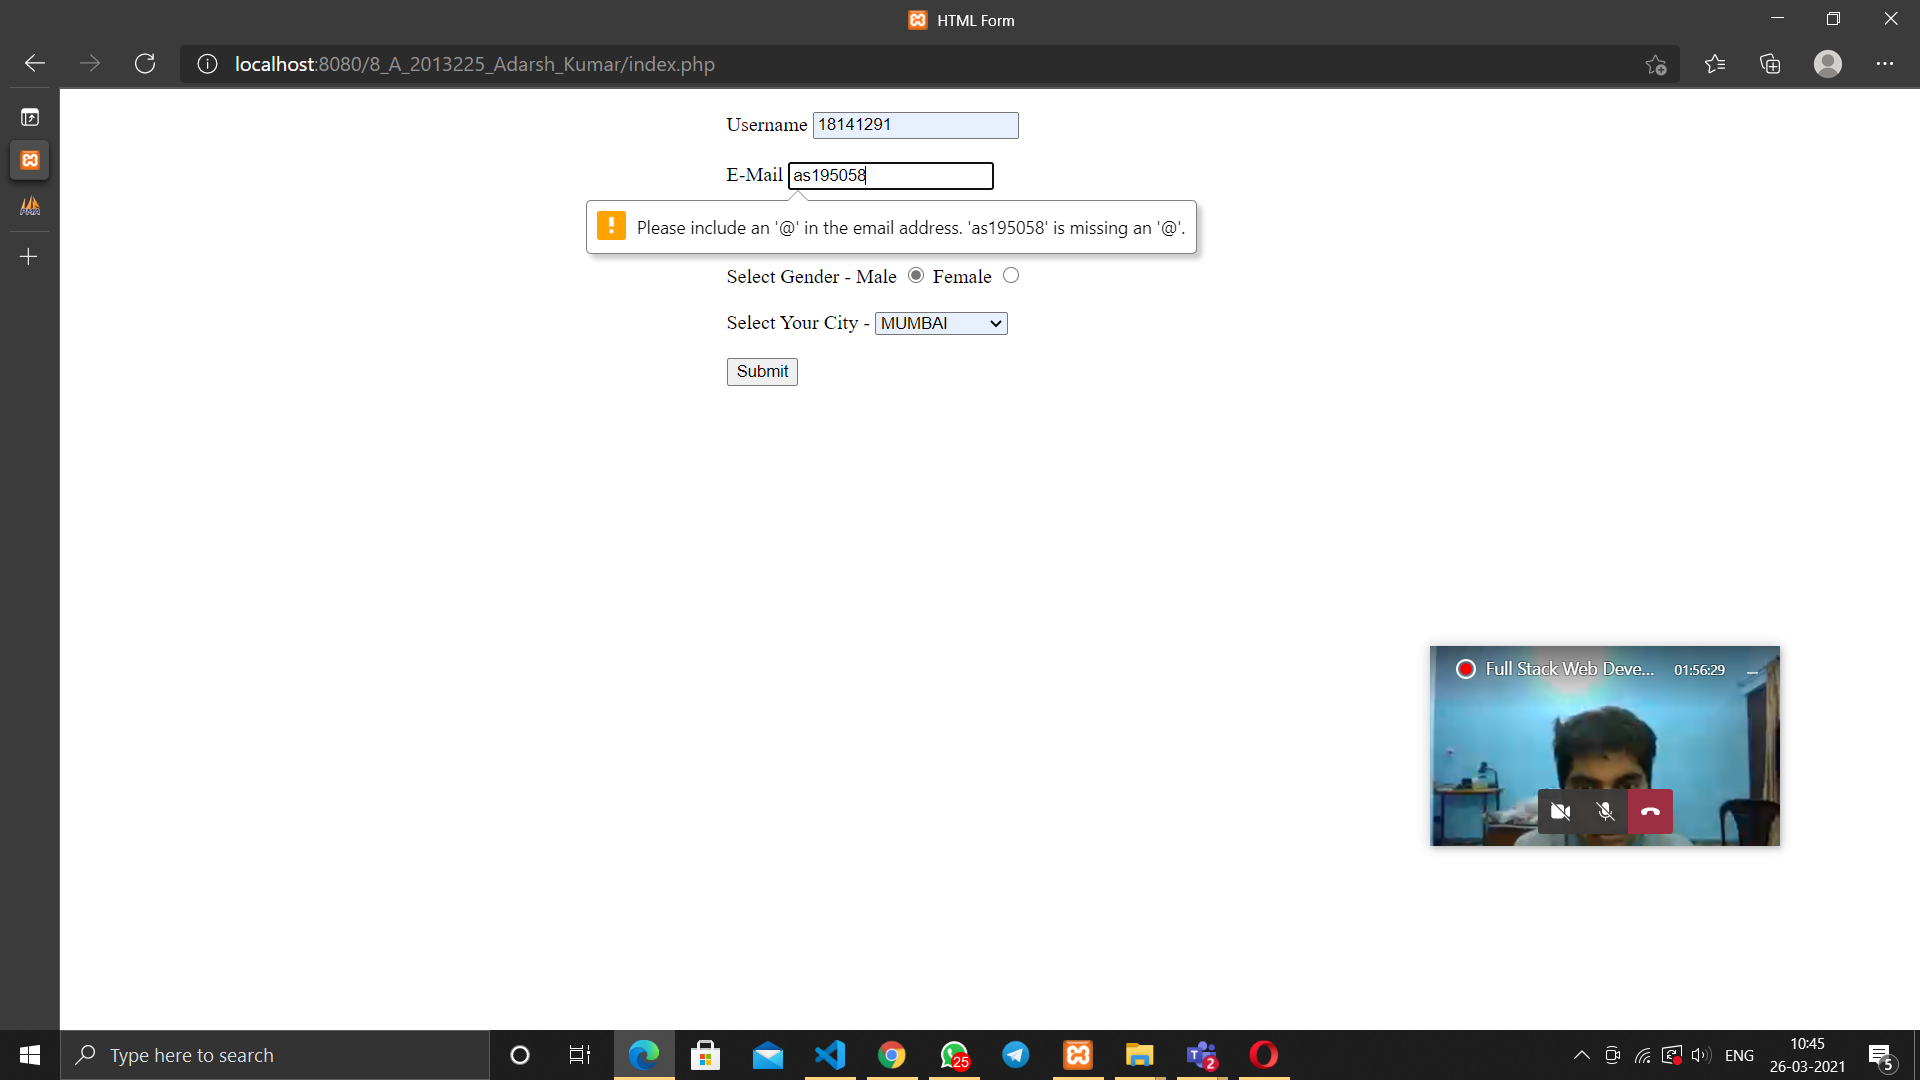 HTML Form
localhost:8080/8_A_2013225_Adarsh_Kumar/index.php
Username 18141291
E-Mail as195058
Please include an '@' in the email address. 'as195058' is missing an '@'.
Select Gender - Male Female
Select Your City - MUMBAI
Submit
Full Stack Web Deve... 01:56:29
Type here to search
25
2
ENG
10:45
26-03-2021
5
PMA